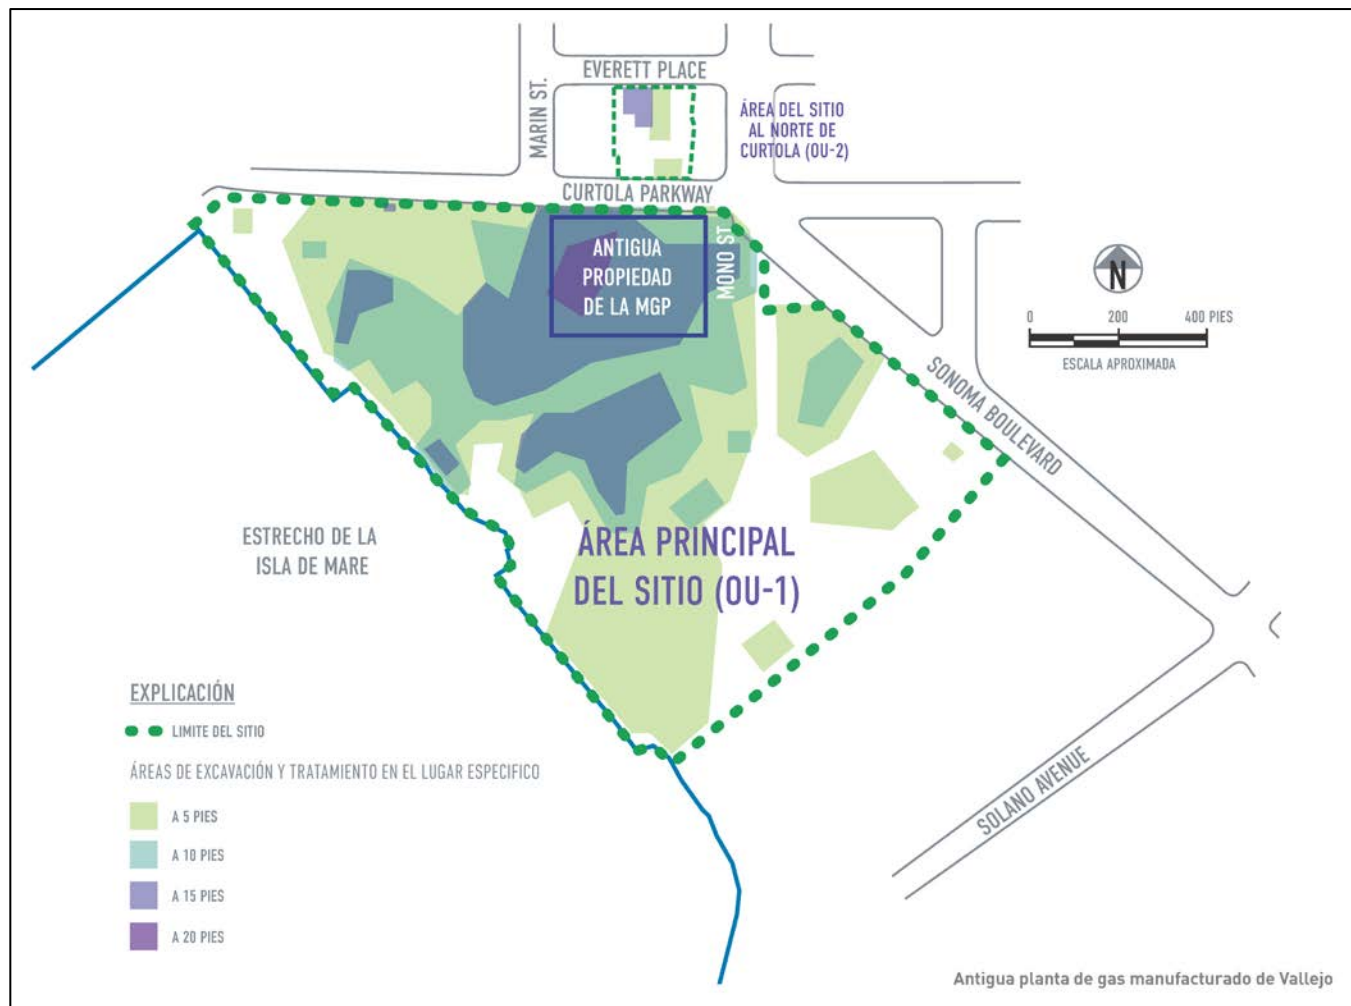 EVERETT PLACE
MARIN ST.
ÁREA DEL SITIO
AL NORTE DE
CURTOLA (OU-2)
CURTOLA PARKWAY
ANTIGUA
PROPIEDAD
DE LA MGP
MONO ST.
N
0 200 400 PIES
ESCALA APROXIMADA
SONOMA BOULEVARD
ESTRECHO DE LA
ISLA DE MARE
ÁREA PRINCIPAL
DEL SITIO (OU-1)
SOLANO AVENUE
EXPLICACIÓN
LIMITE DEL SITIO
ÁREAS DE EXCAVACIÓN Y TRATAMIENTO EN EL LUGAR ESPECIFICO
A 5 PIES
A 10 PIES
A 15 PIES
A 20 PIES
Antigua planta de gas manufacturado de Vallejo